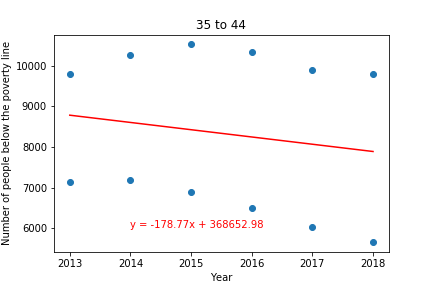 35 to 44
Number of people below the poverty line
10000
9000
8000
7000
6000
y = -178.77x + 368652.98
2013 2014 2015 2016 2017 2018
Year